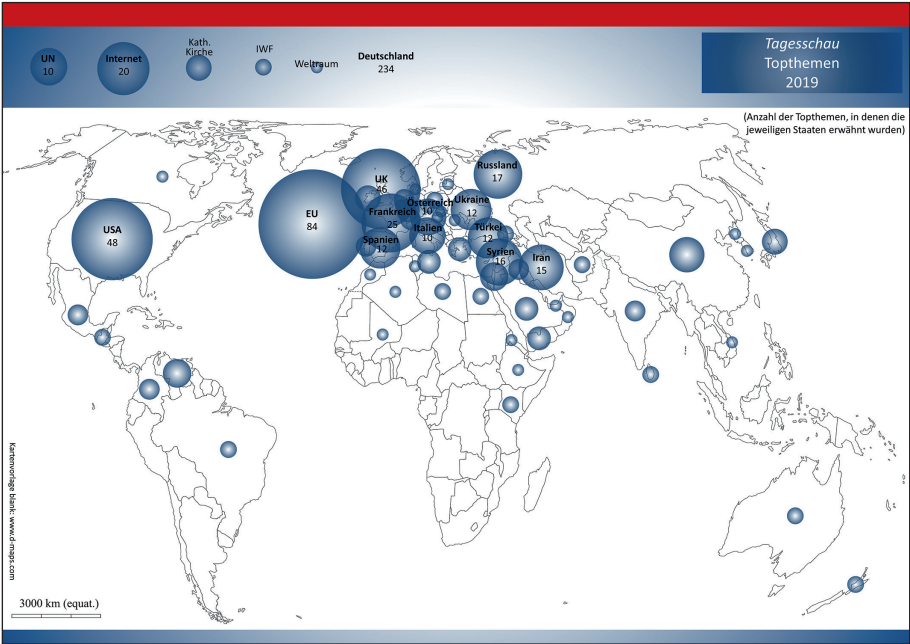 UN
10
Internet
20
Kath.
Kirche
IWF
Weltraum
Deutschland
234
Tagesschau
Topthemen
2019
(Anzahl der Topthemen, in denen die
jeweiligen Staaten erwähnt wurden)
Russland
17
UK
46
Österreich
10
Ukraine
12
EU
84
Frankreich
25
USA
48
Italien
10
Türkei
12
Spanien
12
Syrien
16
Iran
15
Kartenvorlage blank: www.d-maps.com
3000 km (equat.)